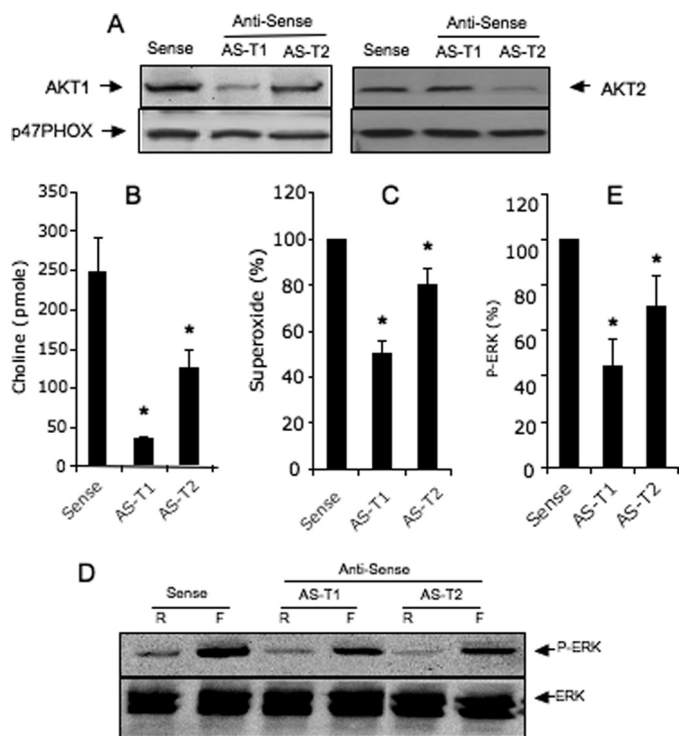 A
Anti-Sense
Sense AS-T1 AS-T2
Anti-Sense
Sense AS-T1 AS-T2
AKT1
AKT2
p47PHOX
B
Choline (pmole)
350
300
250
200
150
100
50
0
*
*
Sense AS-T1 AS-T2
C
Superoxide (%)
120
100
80
60
40
20
0
*
*
Sense AS-T1 AS-T2
E
P-ERK (%)
120
100
80
60
40
20
0
*
*
Sense AS-T1 AS-T2
D
Anti-Sense
Sense AS-T1 AS-T2
R F R F R F
P-ERK
ERK